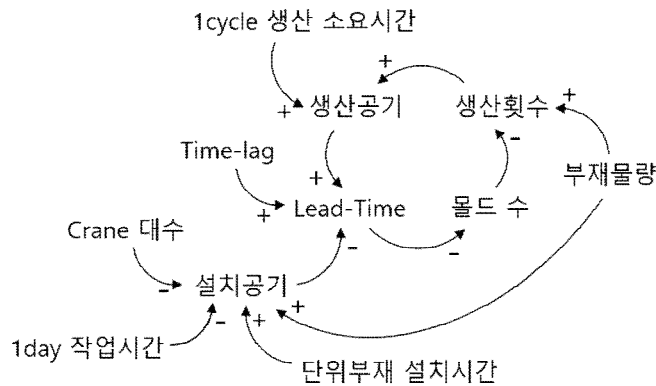 1cycle 생산 소요시간
+
+ 생산공기
생산횟수 +
-
Time-lag
+
부재물량
+ Lead-Time
몰드 수
-
-
Crane 대수
- 설치공기
- + +
1day 작업시간
단위부재 설치시간